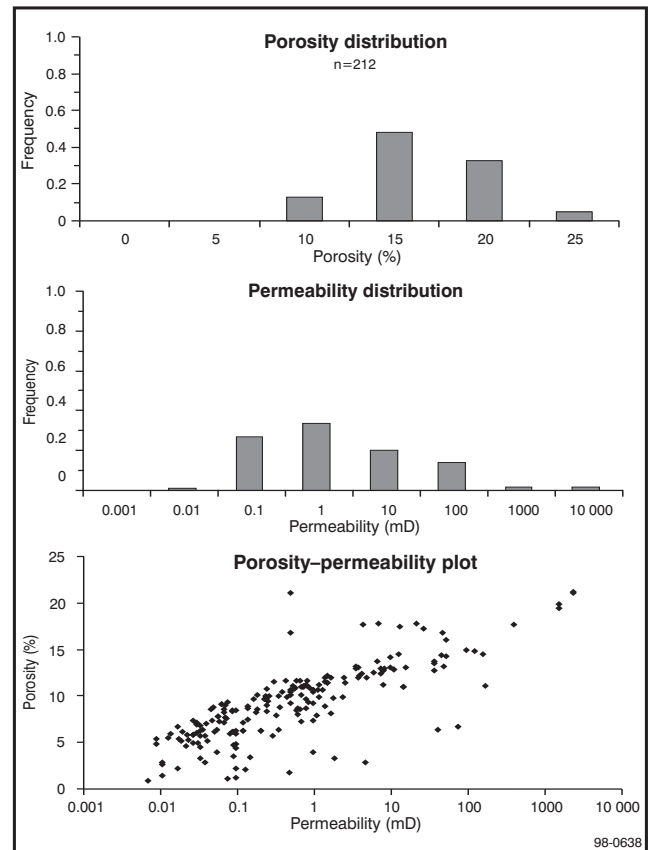 Porosity distribution
n=212
Frequency
1.0
0.8
0.6
0.4
0.2
0
0 5 10 15 20 25
Porosity (%)
Permeability distribution
Frequency
1.0
0.8
0.6
0.4
0.2
0
0.001 0.01 0.1 1 10 100 1000 10 000
Permeability (mD)
Porosity–permeability plot
Porosity (%)
25
20
15
10
5
0
0.001 0.01 0.1 1 10 100 1000 10 000
Permeability (mD)
98-0638